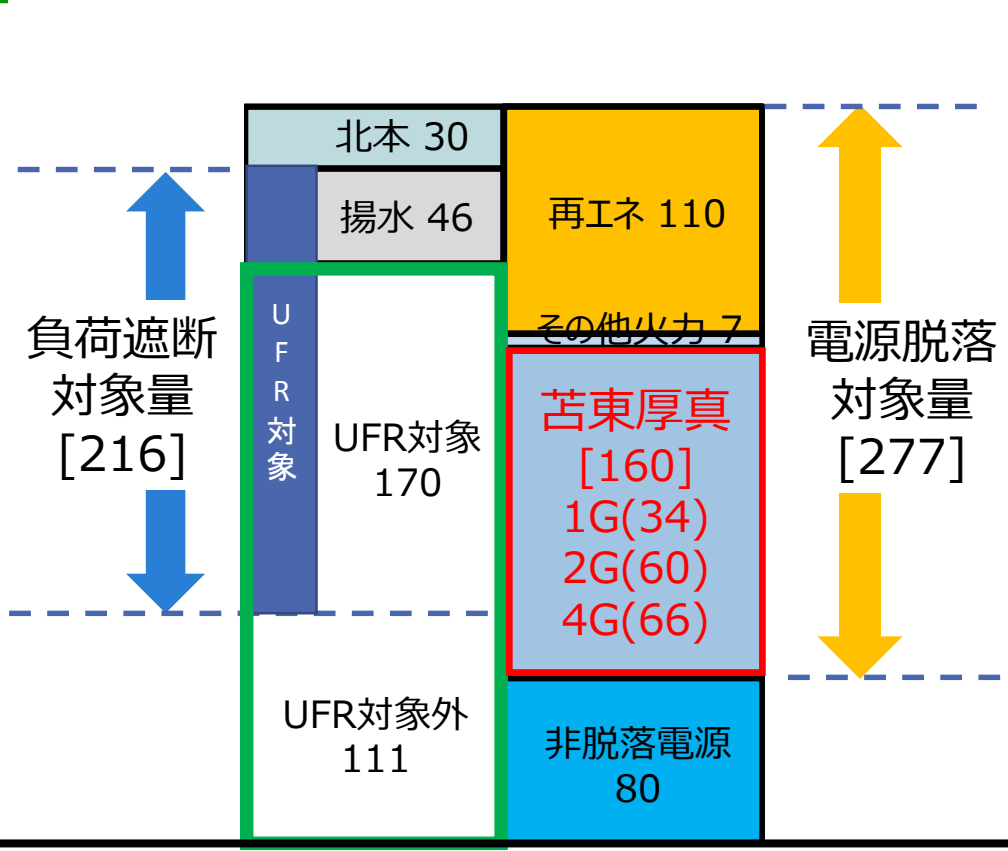 北本 30
揚水 46
再エネ 110
その他火力 7
負荷遮断
対象量
[216]
UFR対象
UFR対象
170
苫東厚真
[160]
1G(34)
2G(60)
4G(66)
電源脱落
対象量
[277]
UFR対象外
111
非脱落電源
80